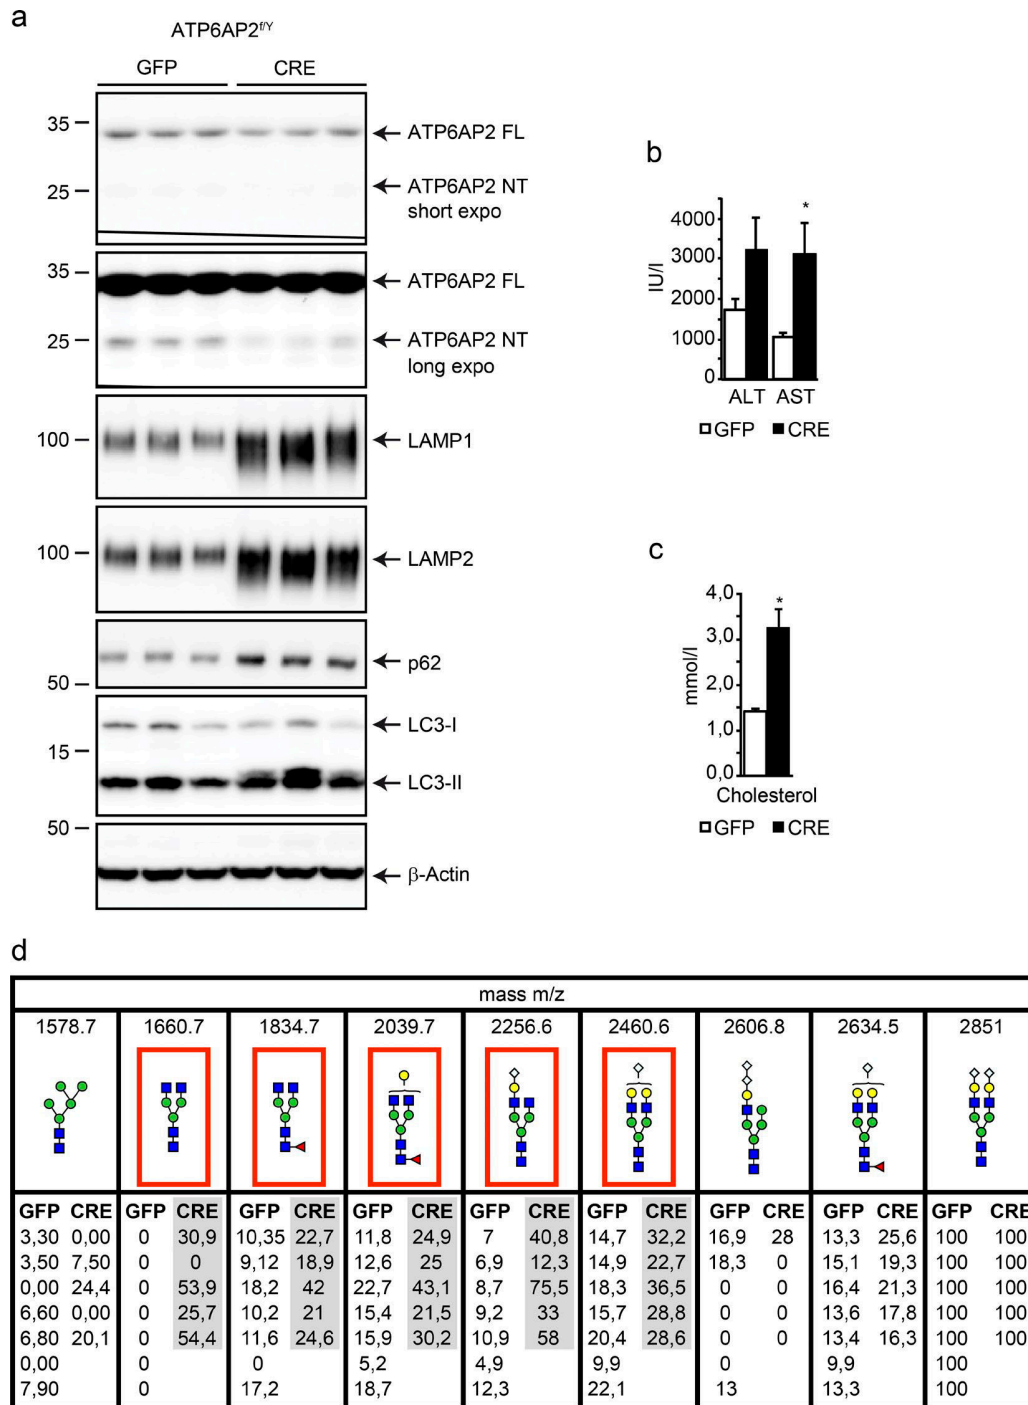 a
ATP6AP2f/Y
GFP CRE
35
ATP6AP2 FL
25
ATP6AP2 NT
short expo
35
ATP6AP2 FL
25
ATP6AP2 NT
long expo
100
LAMP1
100
LAMP2
p62
50
LC3-I
15
LC3-II
50
β-Actin
b
4000
3000
2000
1000
0
IU/l
*
ALT AST
GFP CRE
c
4,0
3,0
2,0
1,0
0,0
mmol/l
*
Cholesterol
GFP CRE
d
mass m/z
1578.7 1660.7 1834.7 2039.7 2256.6 2460.6 2606.8 2634.5 2851
GFP CRE GFP CRE GFP CRE GFP CRE GFP CRE GFP CRE GFP CRE GFP CRE GFP CRE
3,30 0,00 0 30,9 10,35 22,7 11,8 24,9 7 40,8 14,7 32,2 16,9 28 13,3 25,6 100 100
3,50 7,50 0 0 9,12 18,9 12,6 25 6,9 12,3 14,9 22,7 18,3 0 15,1 19,3 100 100
0,00 24,4 0 53,9 18,2 42 22,7 43,1 8,7 75,5 18,3 36,5 0 0 16,4 21,3 100 100
6,60 0,00 0 25,7 10,2 21 15,4 21,5 9,2 33 15,7 28,8 0 0 13,6 17,8 100 100
6,80 20,1 0 54,4 11,6 24,6 15,9 30,2 10,9 58 20,4 28,6 0 0 13,4 16,3 100 100
0,00 0 0 5,2 4,9 9,9 0 9,9 100
7,90 0 17,2 18,7 12,3 22,1 13 13,3 100